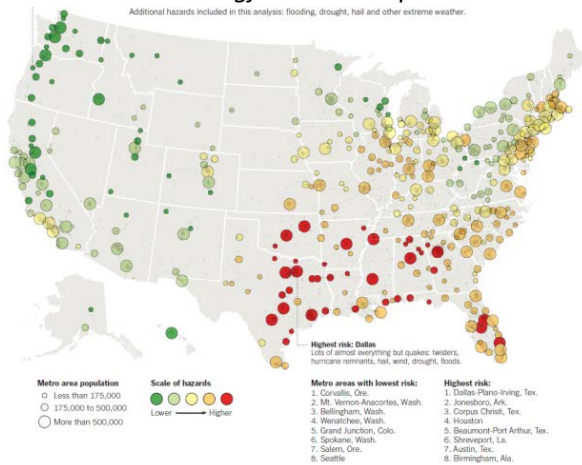 Additional hazards included in this analysis: flooding, drought, hail and other extreme weather.
Highest risk: Dallas
Lots of almost everything but quakes: twisters,
hurricane remnants, hail, wind, drought, floods.
Metro area population
Less than 175,000
175,000 to 500,000
More than 500,000
Scale of hazards
Lower Higher
Metro areas with lowest risk:
1. Corvallis, Ore.
2. Mt. Vernon-Anacortes, Wash.
3. Bellingham, Wash.
4. Wenatchee, Wash.
5. Grand Junction, Colo.
6. Spokane, Wash.
7. Salem, Ore.
8. Seattle
Highest risk:
1. Dallas-Plano-Irving, Tex.
2. Jonesboro, Ark.
3. Corpus Christi, Tex.
4. Houston
5. Beaumont-Port Arthur, Tex.
6. Shreveport, La.
7. Austin, Tex.
8. Birmingham, Ala.